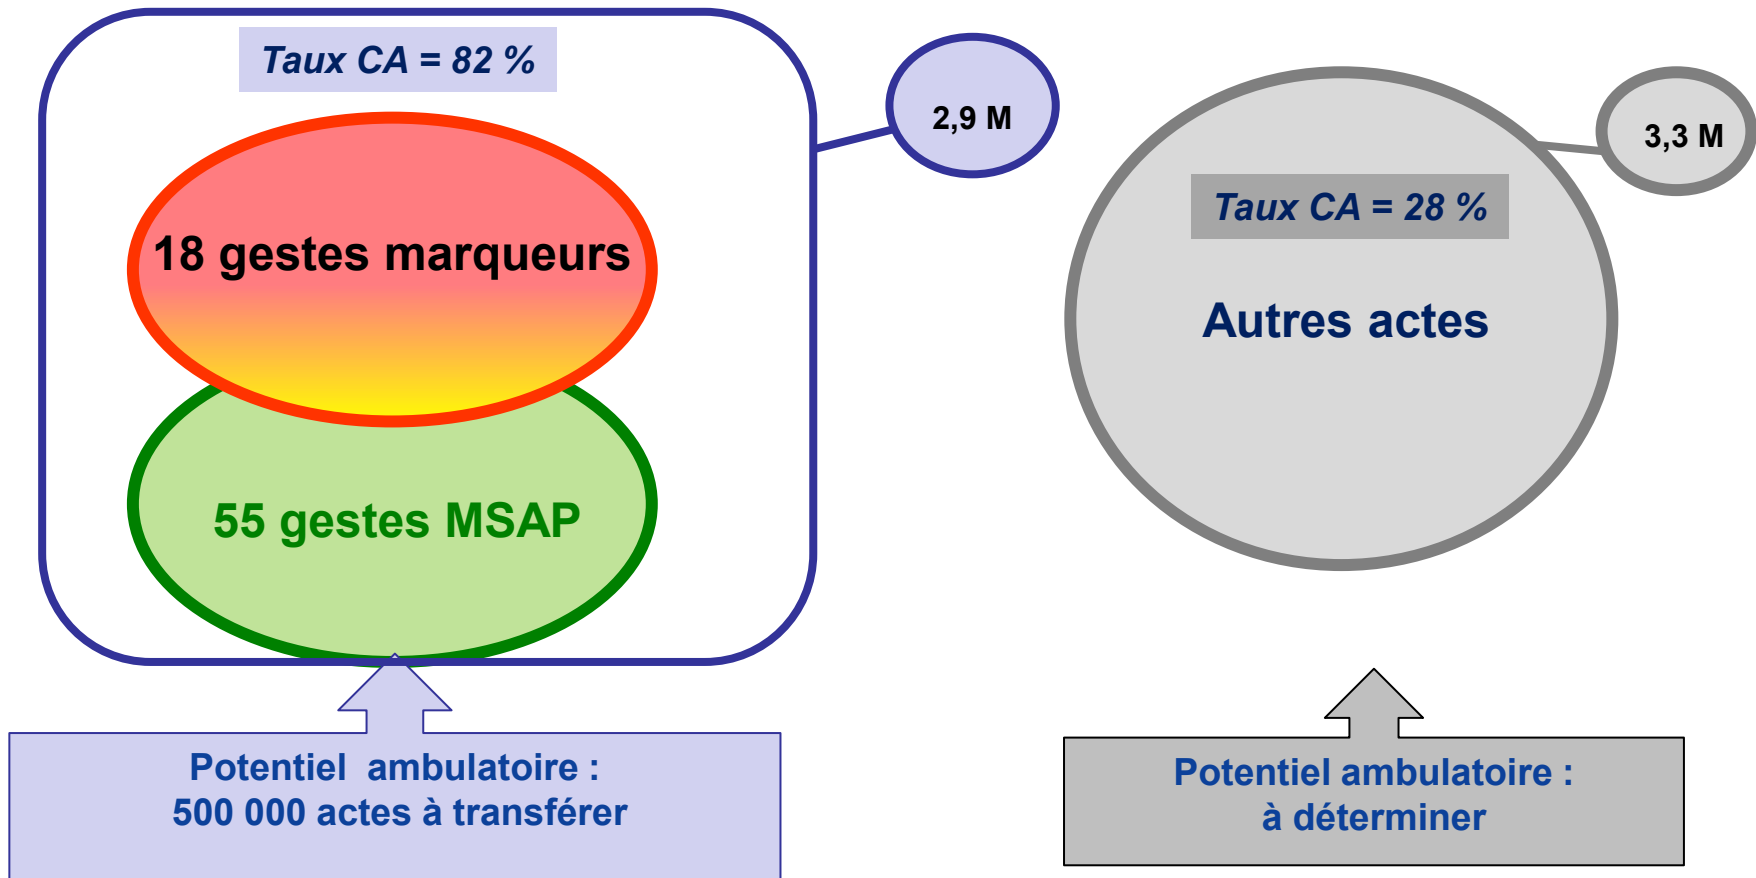 Taux CA = 82 %
2,9 M
18 gestes marqueurs
55 gestes MSAP
Potentiel ambulatoire :
500 000 actes à transférer
3,3 M
Taux CA = 28 %
Autres actes
Potentiel ambulatoire :
à déterminer